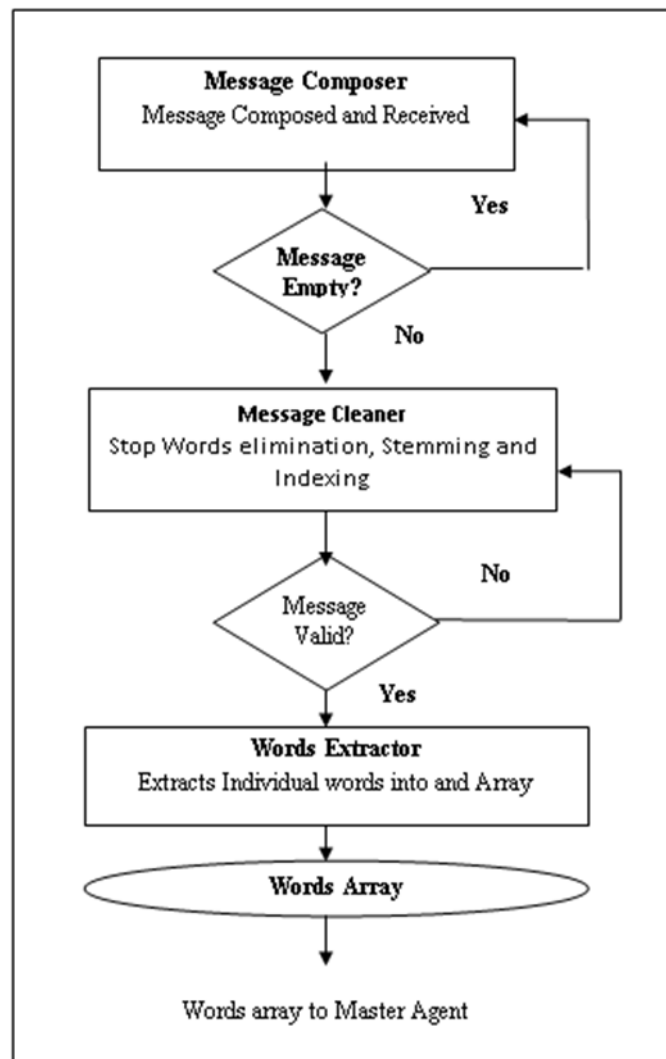 Message Composer
Message Composed and Received
Yes
Message
Empty?
No
Message Cleaner
Stop Words elimination, Stemming and
Indexing
No
Message
Valid?
Yes
Words Extractor
Extracts Individual words into and Array
Words Array
Words array to Master Agent